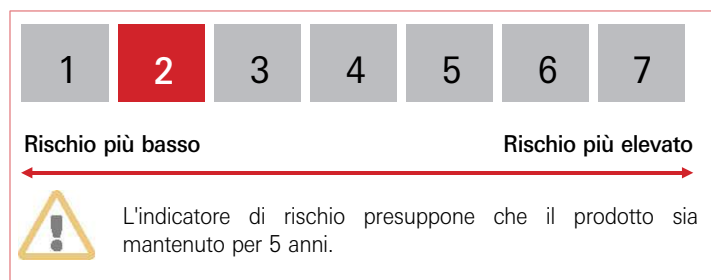 1 2 3 4 5 6 7
Rischio più basso Rischio più elevato
L'indicatore di rischio presuppone che il prodotto sia
mantenuto per 5 anni.